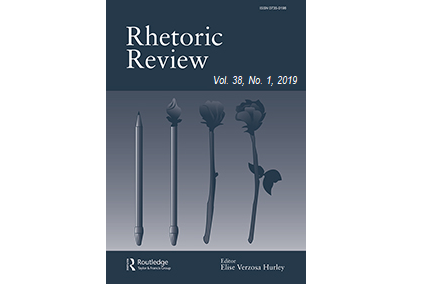 ISSN 0735-0198
Rhetoric
Review
Vol. 38, No. 1, 2019
Editor
Elise Verzosa Hurley
Routledge
Taylor & Francis Group